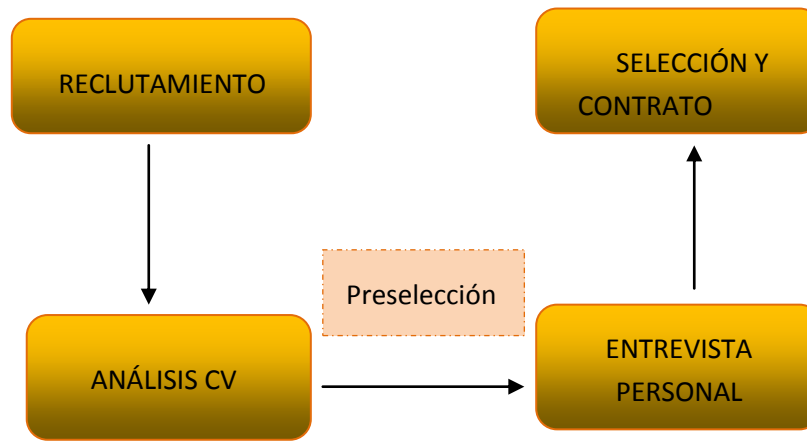 RECLUTAMIENTO
SELECCIÓN Y
CONTRATO
Preselección
ANÁLISIS CV
ENTREVISTA
PERSONAL